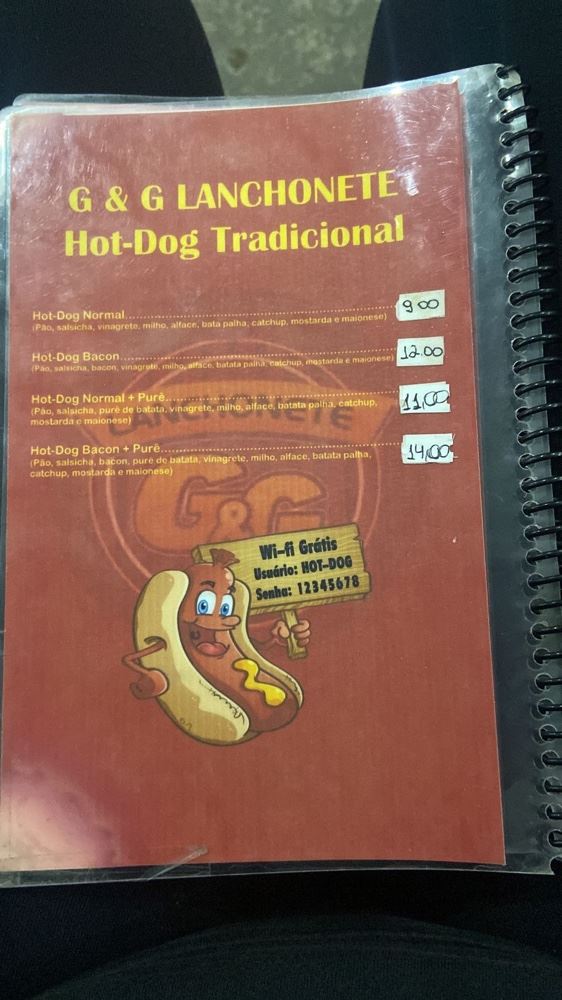 G & G LANCHONETE
Hot-Dog Tradicional
Hot-Dog Normal 9.00
(Pão, salsicha, vinagrete, milho, alface, bata palha, catchup, mostarda e maionese)
Hot-Dog Bacon 12.00
(Pão, salsicha, bacon, vinagrete, milho, alface, batata palha, catchup, mostarda e maionese)
Hot-Dog Normal + Purê 11,00
(Pão, salsicha, purê de batata, vinagrete, milho, alface, batata palha, catchup,
mostarda e maionese)
Hot-Dog Bacon + Purê 14,00
(Pão, salsicha, bacon, purê de batata, vinagrete, milho, alface, batata palha,
catchup, mostarda e maionese)
LANCHONETE
G&G
Wi-fi Grátis
Usuário: HOT-DOG
Senha: 12345678